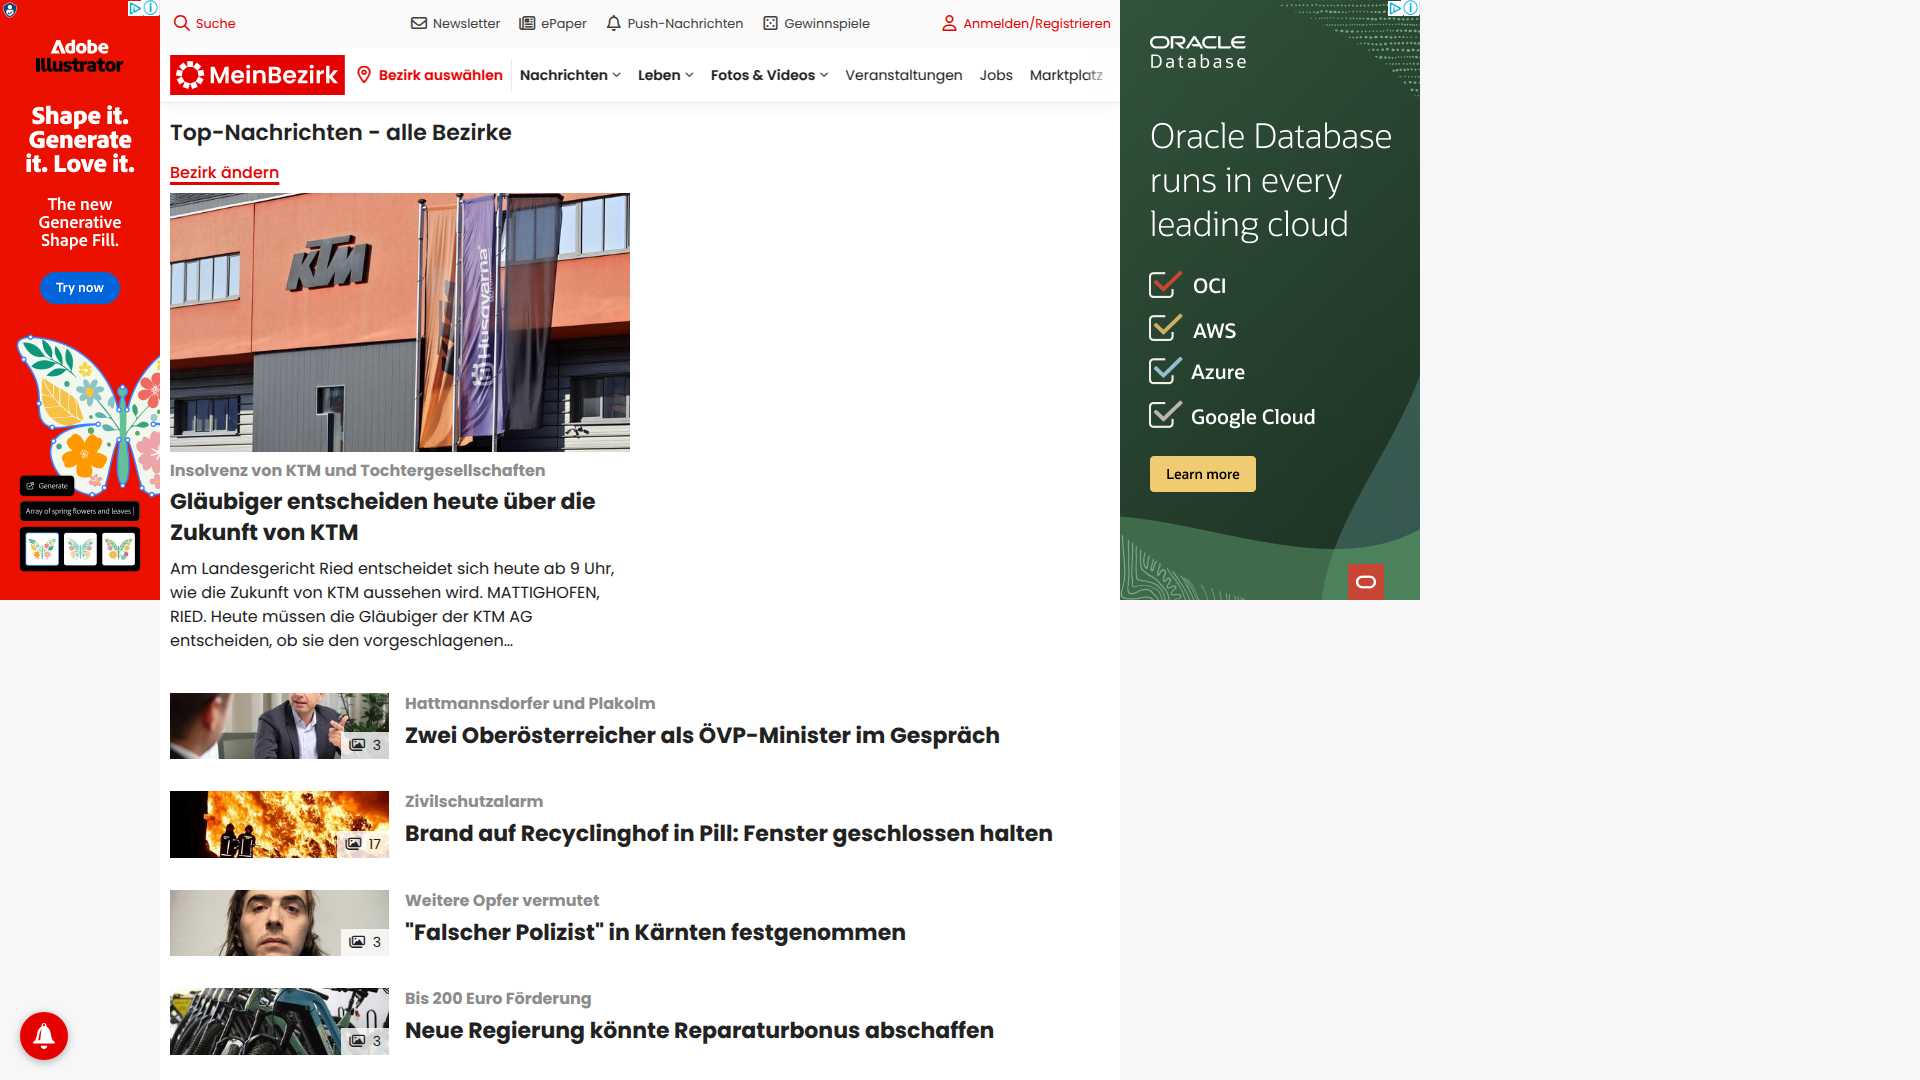 Adobe
Illustrator
Shape it.
Generate
it. Love it.
The new
Generative
Shape Fill.
Try now
Generate
Array of spring flowers and leaves
Suche
Newsletter
ePaper
Push-Nachrichten
Gewinnspiele
Anmelden/Registrieren
MeinBezirk
Bezirk auswählen
Nachrichten
Leben
Fotos & Videos
Veranstaltungen
Jobs
Marktplatz
Top-Nachrichten - alle Bezirke
Bezirk ändern
KTM
Husqvarna
Insolvenz von KTM und Tochtergesellschaften
Gläubiger entscheiden heute über die
Zukunft von KTM
Am Landesgericht Ried entscheidet sich heute ab 9 Uhr,
wie die Zukunft von KTM aussehen wird. MATTIGHOFEN,
RIED. Heute müssen die Gläubiger der KTM AG
entscheiden, ob sie den vorgeschlagenen...
3
Hattmannsdorfer und Plakolm
Zwei Oberösterreicher als ÖVP-Minister im Gespräch
17
Zivilschutzalarm
Brand auf Recyclinghof in Pill: Fenster geschlossen halten
3
Weitere Opfer vermutet
"Falscher Polizist" in Kärnten festgenommen
3
Bis 200 Euro Förderung
Neue Regierung könnte Reparaturbonus abschaffen
ORACLE
Database
Oracle Database
runs in every
leading cloud
OCI
AWS
Azure
Google Cloud
Learn more